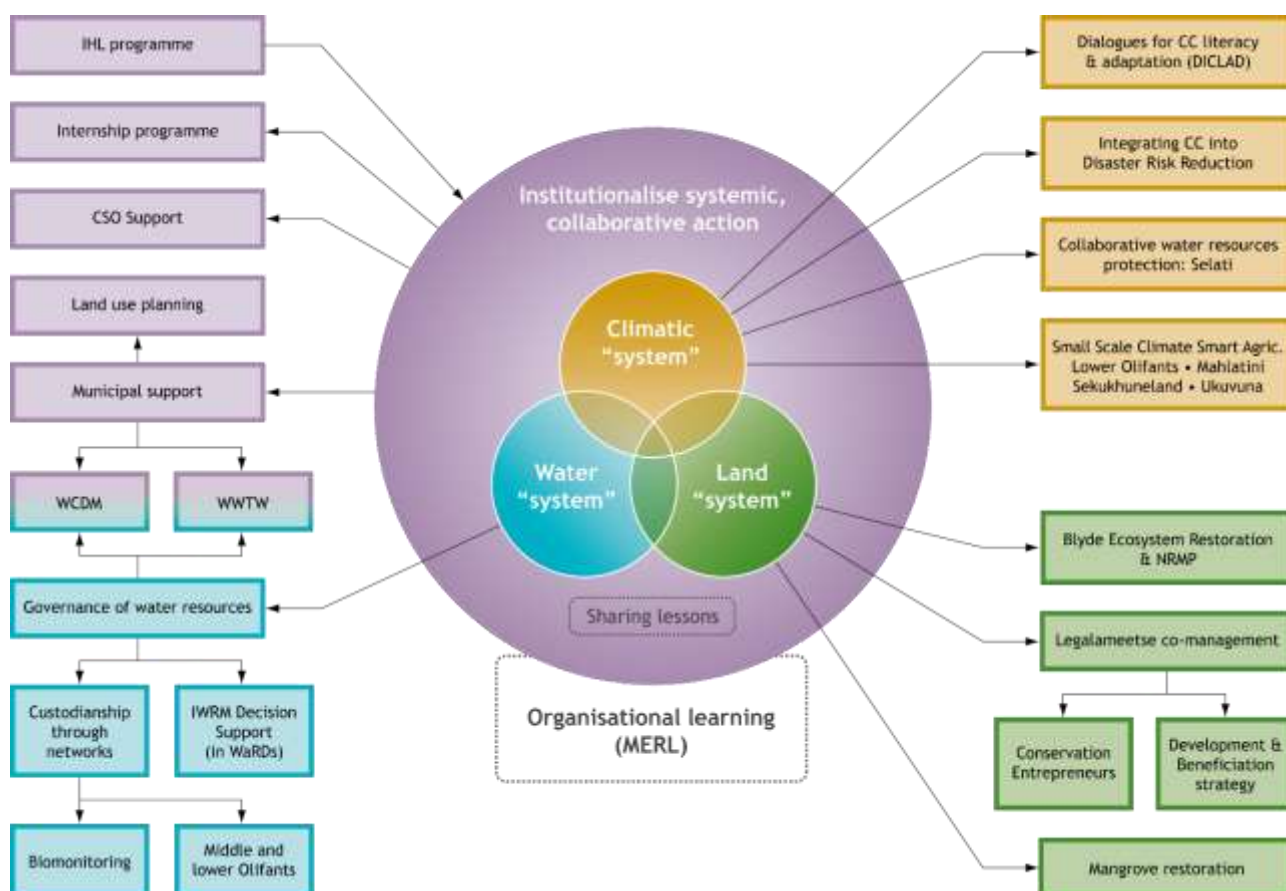 IHL programme
Internship programme
CSO Support
Land use planning
Municipal support
WCDM
WWTW
Governance of water resources
Custodianship
through
networks
IWRM Decision
Support
(in WaRDs)
Biomonitoring
Middle and
lower Olifants
Institutionalise systemic,
collaborative action
Climatic
“system”
Water
“system”
Land
“system”
Sharing lessons
Organisational learning
(MERL)
Dialogues for CC literacy
& adaptation (DICLAD)
Integrating CC into
Disaster Risk Reduction
Collaborative water resources
protection: Selati
Small Scale Climate Smart Agric.
Lower Olifants • Mahlatini
Sekukhuneland • Ukuvuna
Blyde Ecosystem Restoration
& NRMP
Legalameetse co-management
Conservation
Entrepreneurs
Development &
Beneficiation
strategy
Mangrove restoration